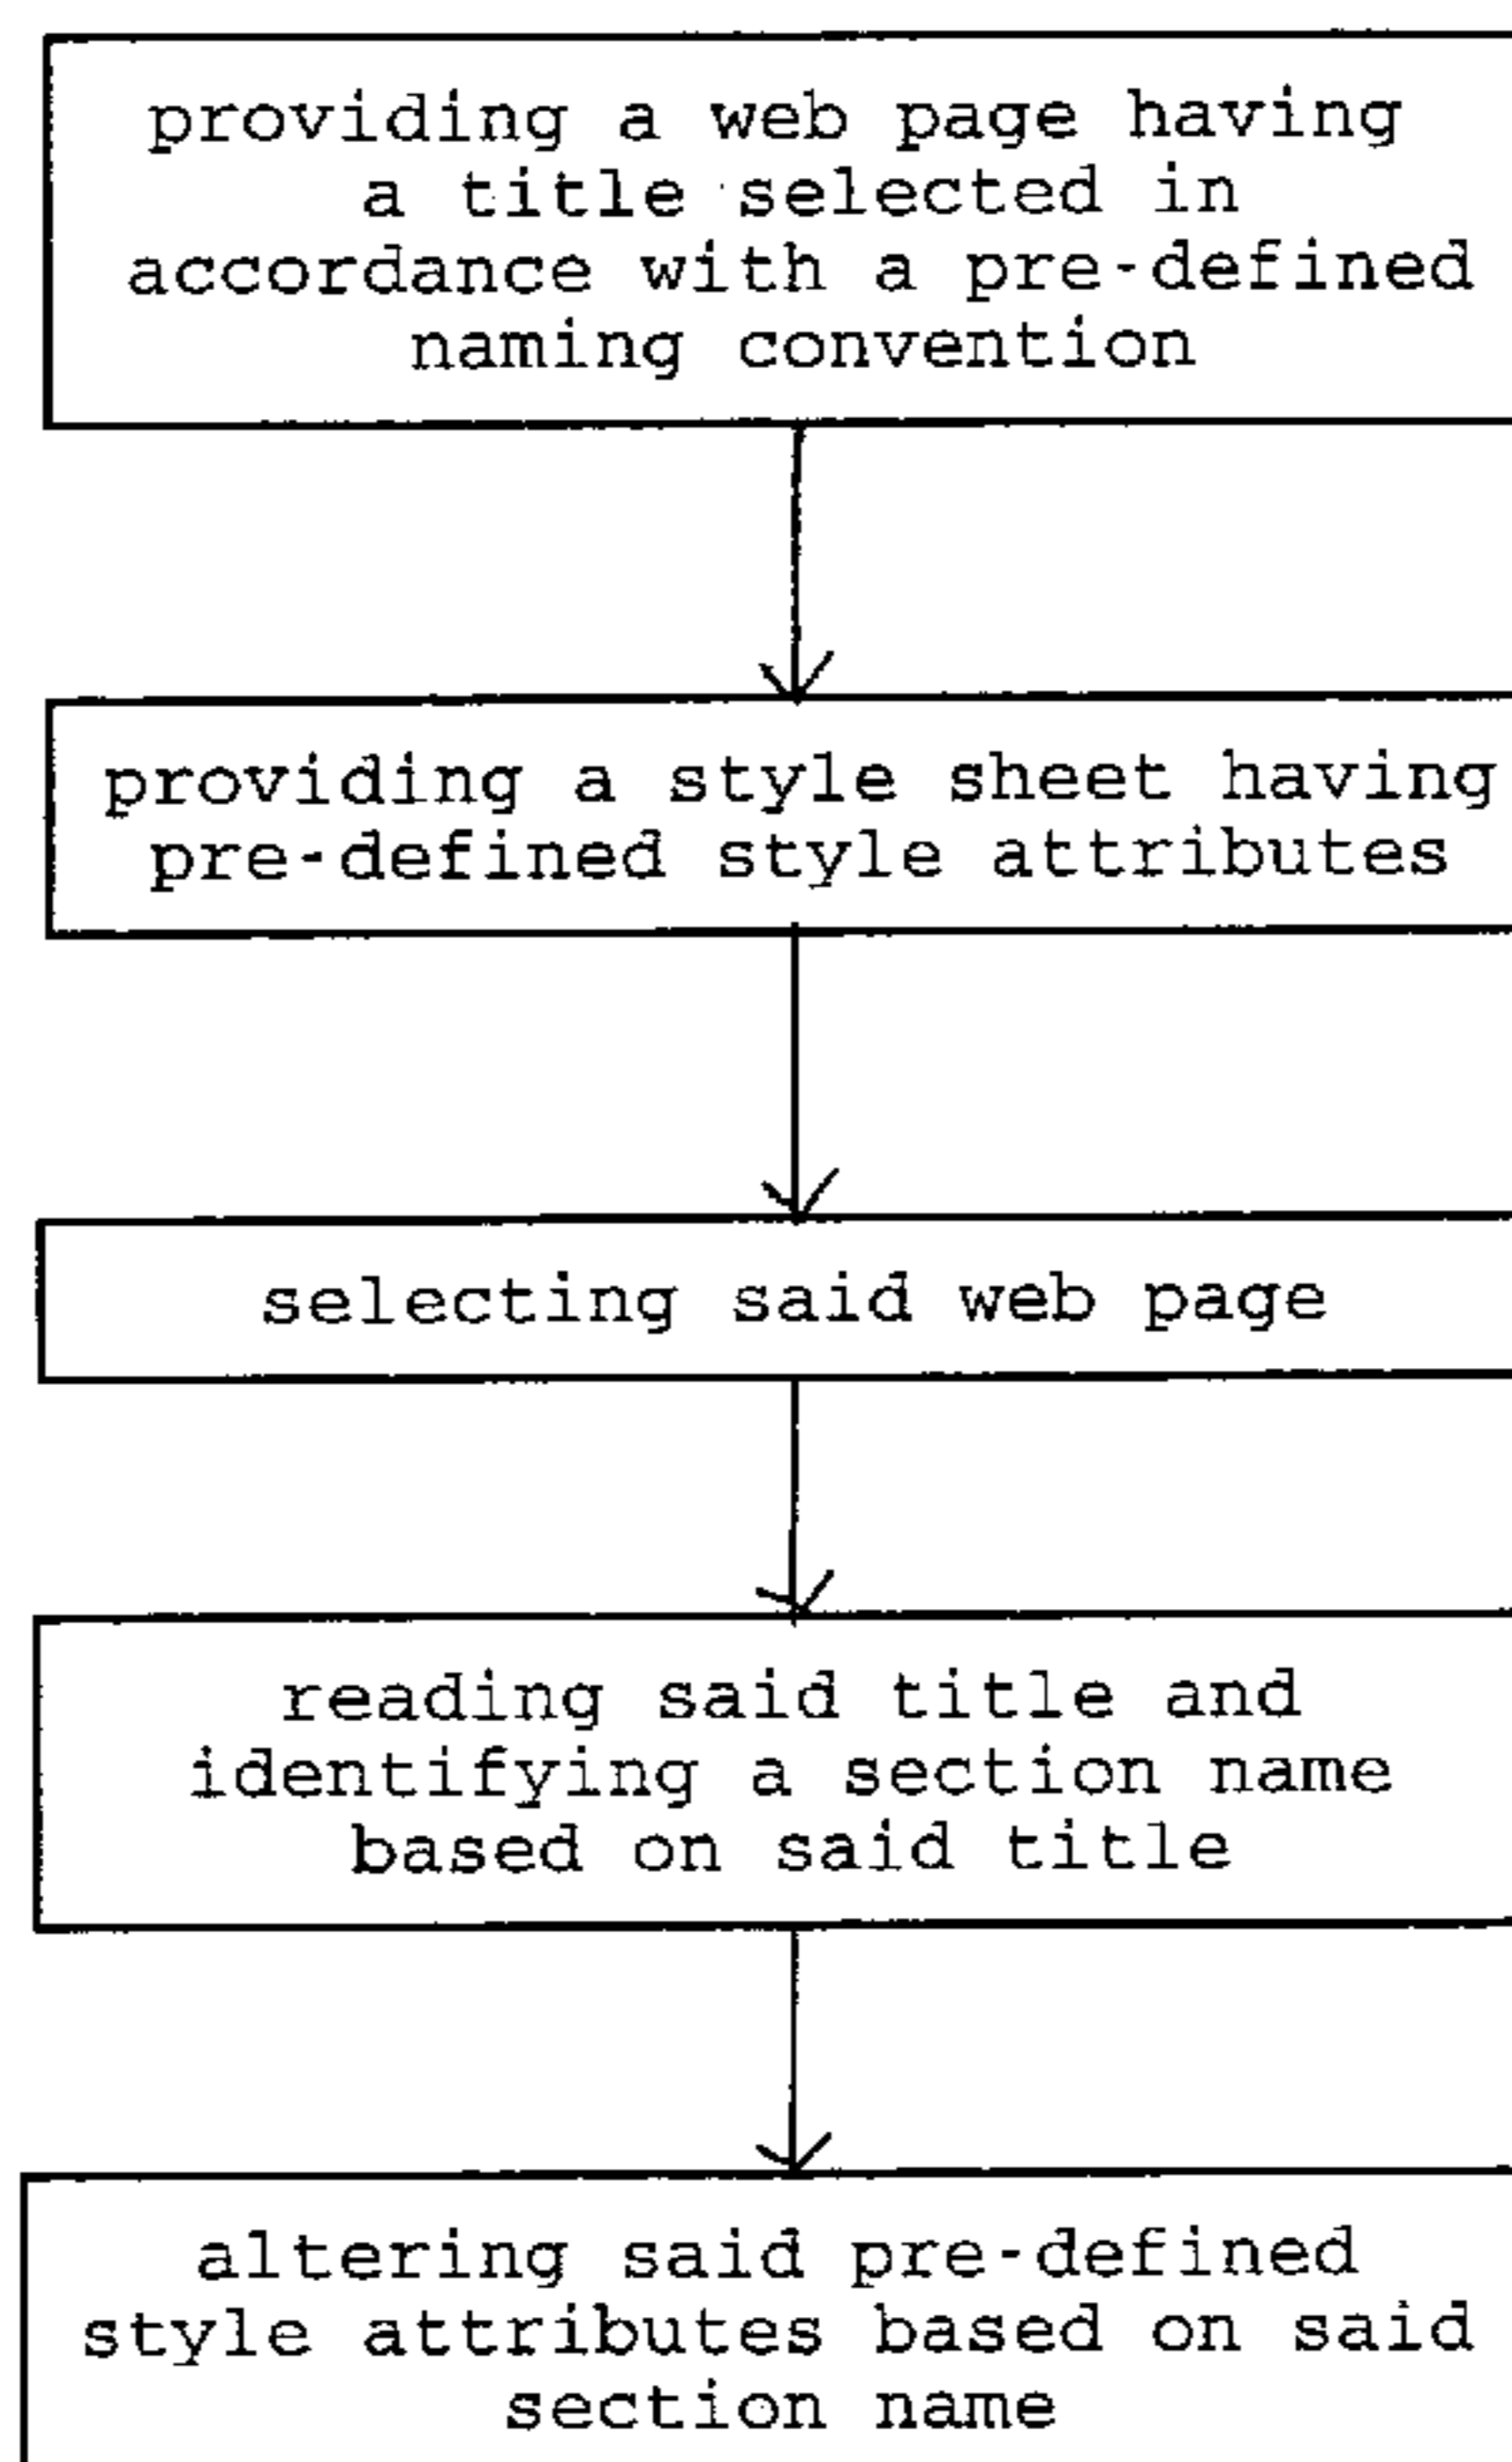 providing a web page having
a title selected in
accordance with a pre-defined
naming convention
providing a style sheet having
pre-defined style attributes
selecting said web page
reading said title and
identifying a section name
based on said title
altering said pre-defined
style attributes based on said
section name